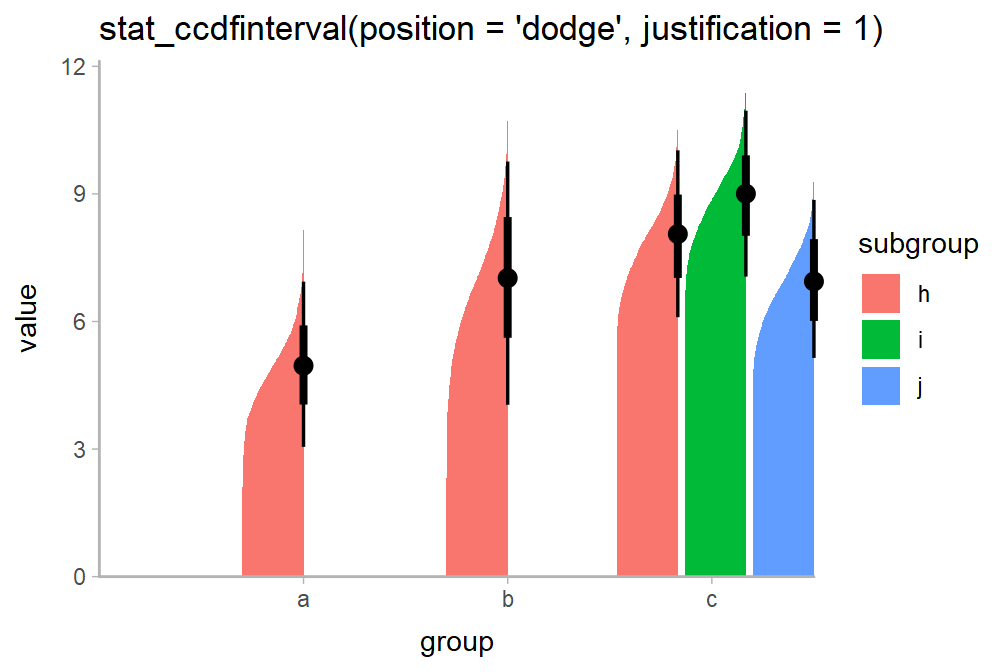 stat_ccdfinterval(position = 'dodge', justification = 1)
12
9
6
3
0
value
a
b
c
group
subgroup
h
i
j